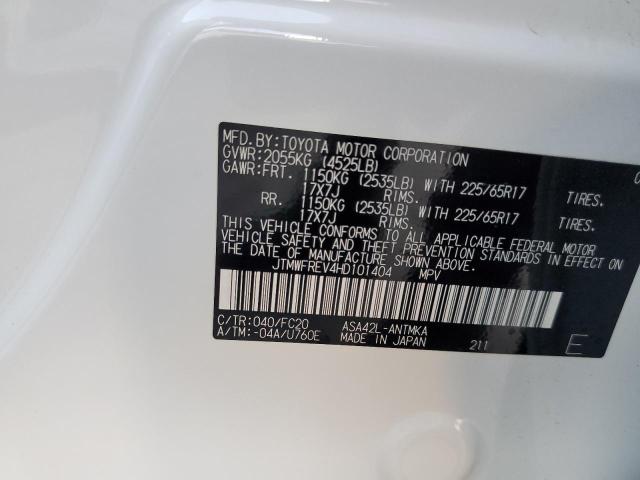 MFD.BY:TOYOTA MOTOR CORPORATION
GVWR:2055KG (4525LB)
GAWR:FRT. 1150KG (2535LB) WITH 225/65R17 TIRES.
17X7J RIMS.
RR. 1150KG (2535LB) WITH 225/65R17 TIRES.
17X7J RIMS.
THIS VEHICLE CONFORMS TO ALL APPLICABLE FEDERAL MOTOR
VEHICLE SAFETY AND THEFT PREVENTION STANDARDS IN EFFECT ON
THE DATE OF MANUFACTURE SHOWN ABOVE.
JTMWFREV4HD101404 MPV
C/TR:040/FC20 ASA42L-ANTMKA
A/TM:-04A/U760E MADE IN JAPAN 211 E